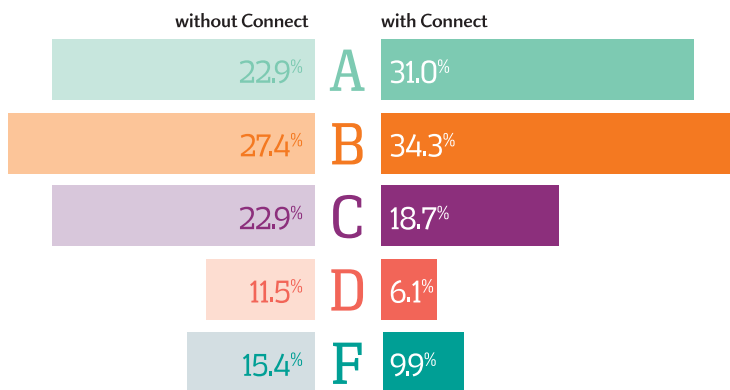 without Connect with Connect
22.9% A 31.0%
27.4% B 34.3%
22.9% C 18.7%
11.5% D 6.1%
15.4% F 9.9%